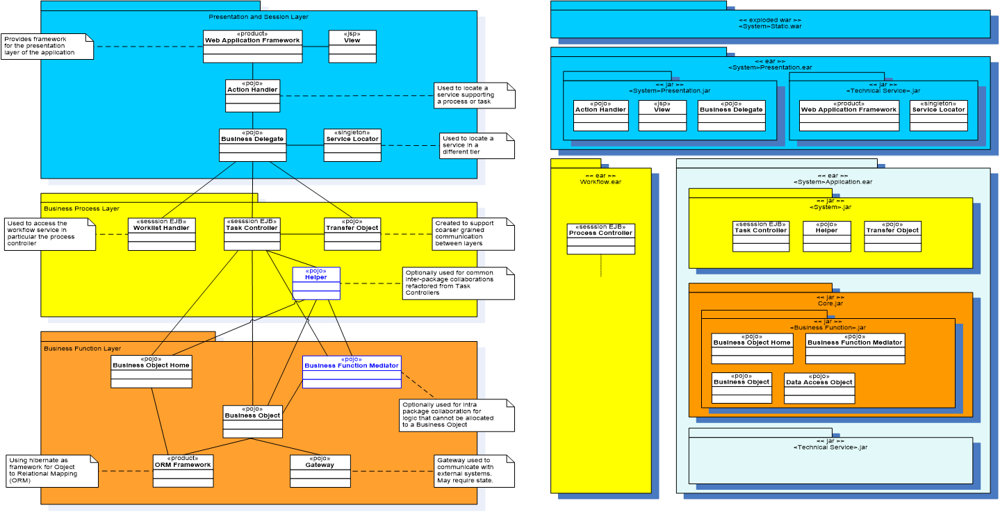 Presentation and Session Layer
«product»
Web Application Framework
«jsp»
View
Provides framework
for the presentation
layer of the application
«pojo»
Action Handler
Used to locate a
service supporting
a process or task
«pojo»
Business Delegate
«singleton»
Service Locator
Used to locate a
service in a
different tier
Business Process Layer
Used to access the
workflow service in
particular the process
controller
«sesssion EJB»
Worklist Handler
«sesssion EJB»
Task Controller
«pojo»
Transfer Object
Created to support
coarser grained
communication
between layers
«pojo»
Helper
Optionally used for common
inter-package collaborations
refactored from Task
Controllers
Business Function Layer
«pojo»
Business Object Home
«pojo»
Business Function Mediator
«pojo»
Business Object
Optionally used for intra
package collaboration for
logic that cannot be allocated
to a Business Object
Using hibernate as
framework for Object
to Relational Mapping
(ORM)
«product»
ORM Framework
«pojo»
Gateway
Gateway used to
communicate with
external systems.
May require state.
<< exploded war >>
<System>Static.war
<< ear >>
<System>Presentation.ear
<< jar >>
<System>Presentation.jar
«pojo»
Action Handler
«jsp»
View
«pojo»
Business Delegate
<< jar >>
<Technical Service>.jar
«product»
Web Application Framework
«singleton»
Service Locator
<< ear >>
Workflow.ear
«sesssion EJB»
Process Controller
<< ear >>
<System>Application.ear
<< jar >>
<System>.jar
«sesssion EJB»
Task Controller
«pojo»
Helper
«pojo»
Transfer Object
<< jar >>
Core.jar
<< jar >>
<Business Function>.jar
«pojo»
Business Object Home
«pojo»
Business Function Mediator
«pojo»
Business Object
«pojo»
Data Access Object
<< jar >>
<Technical Service>.jar